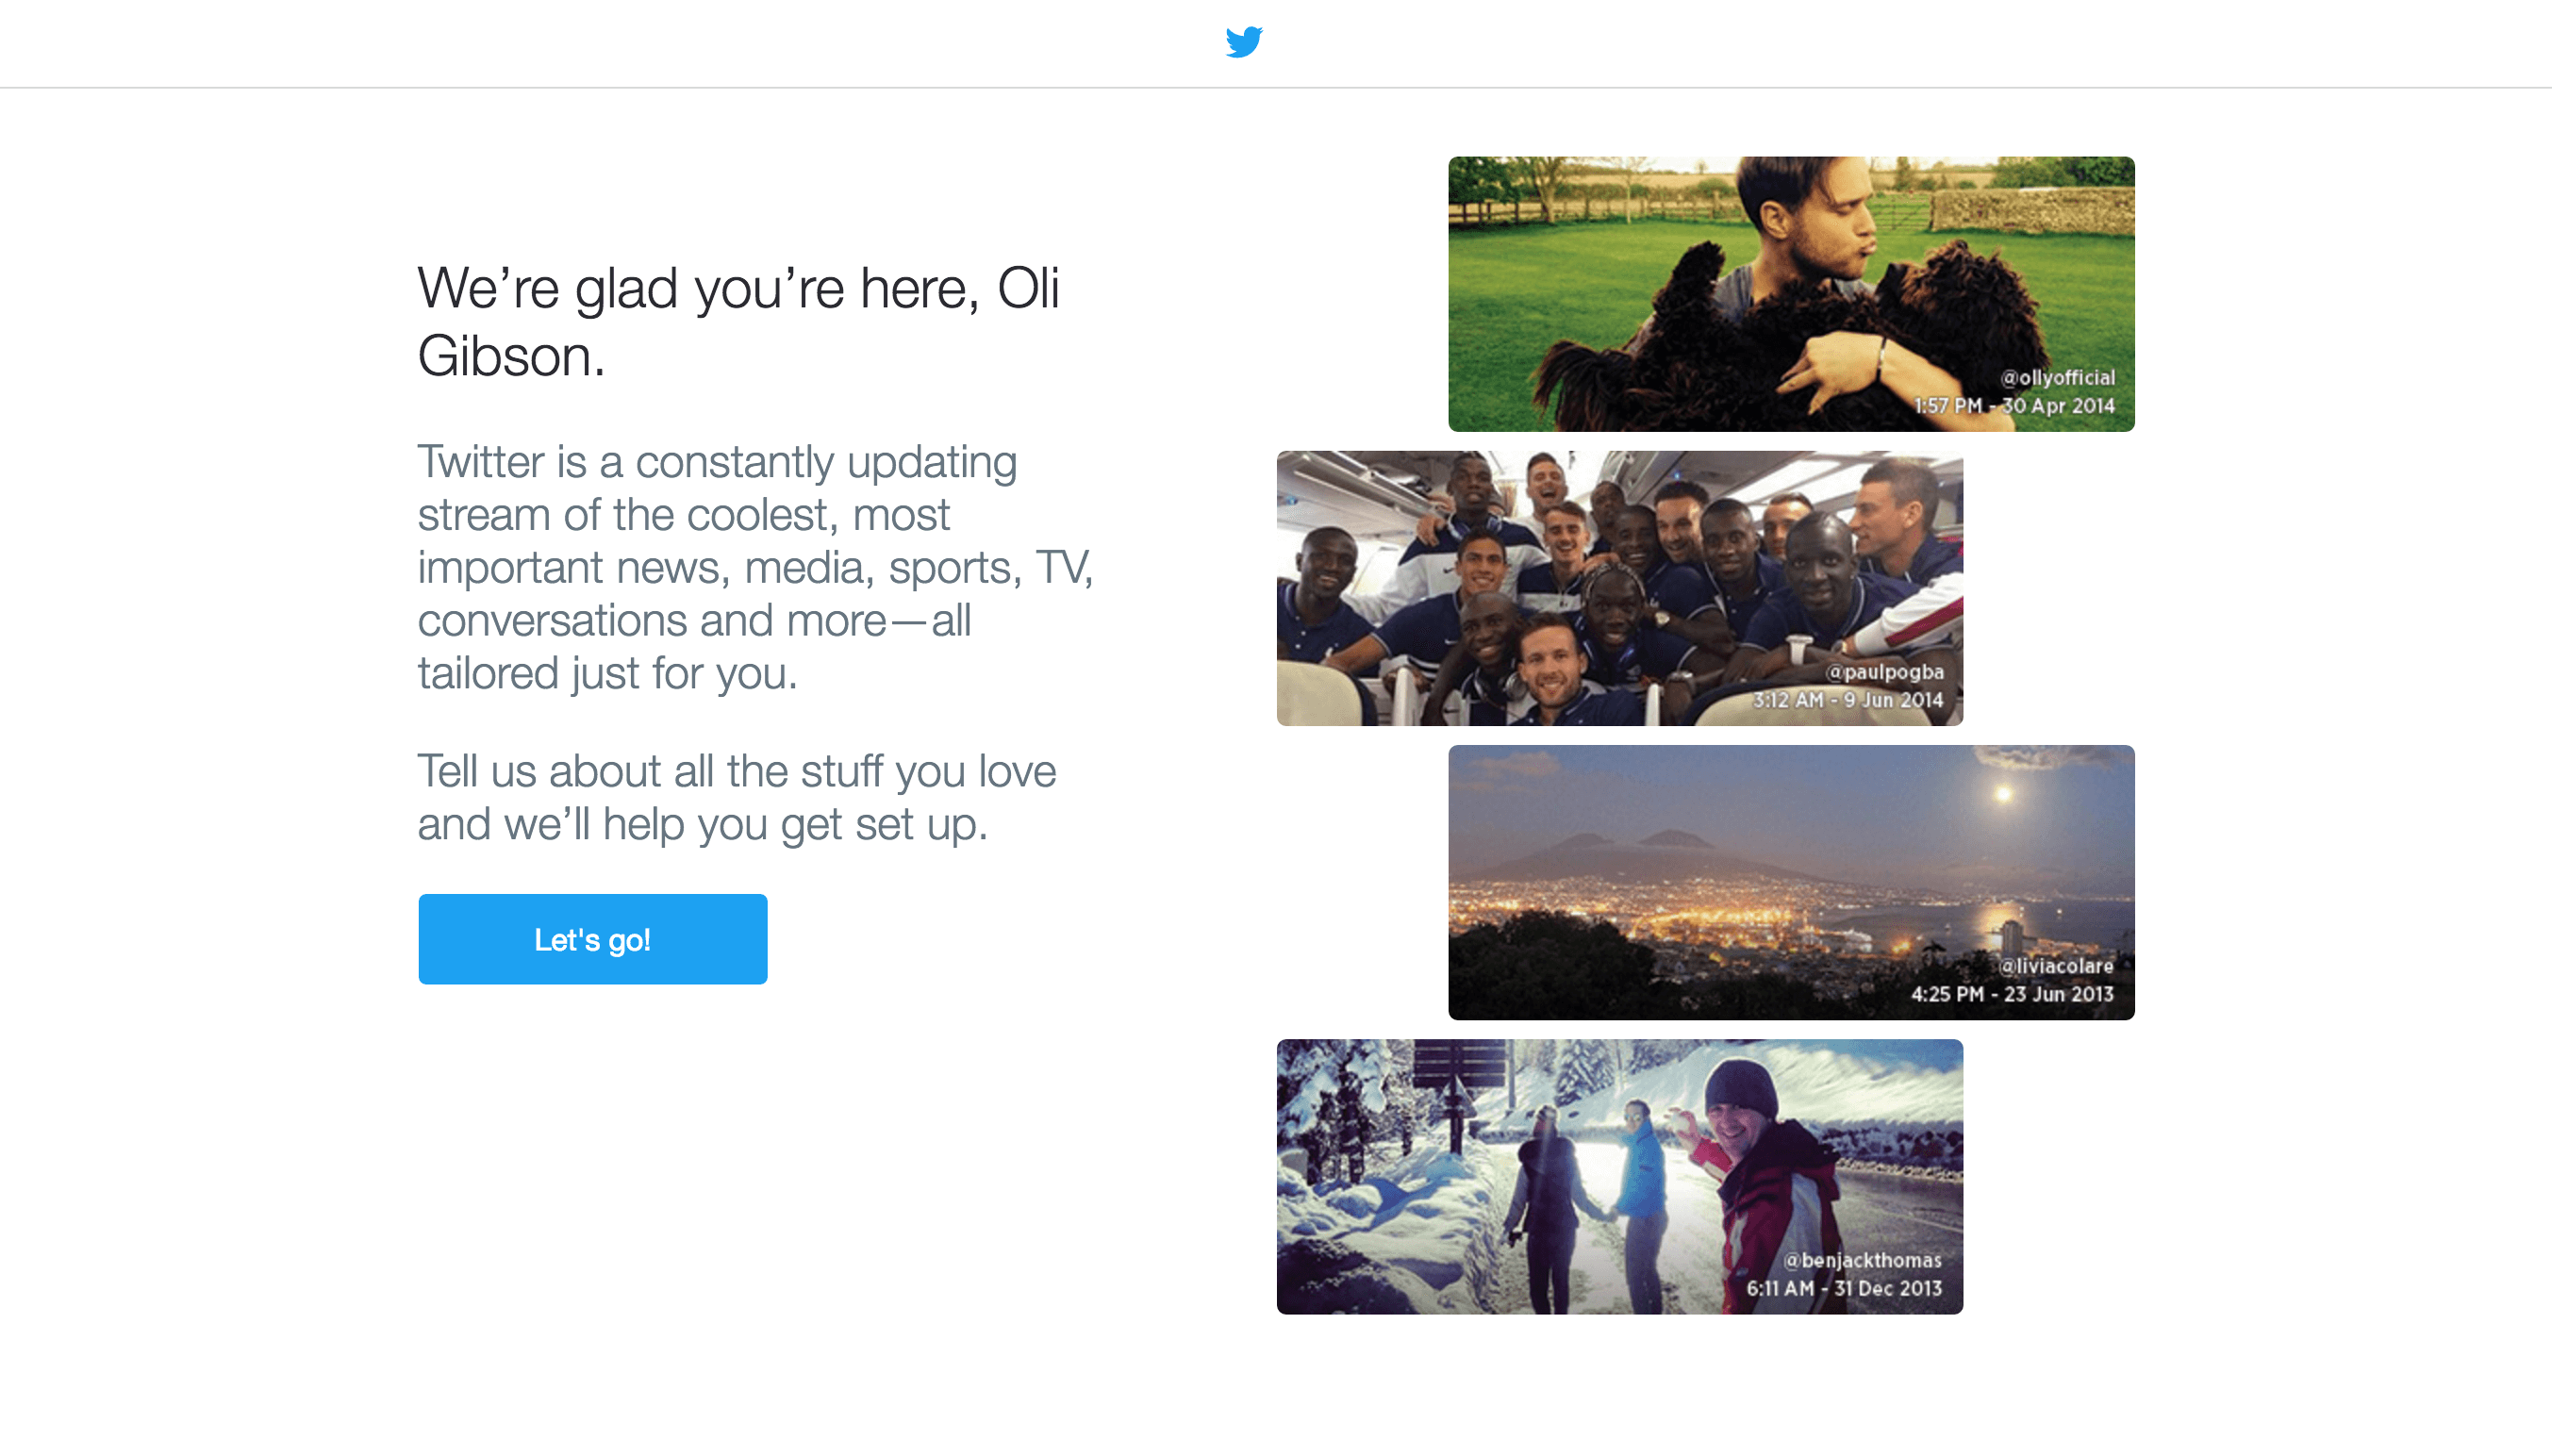 We’re glad you’re here, Oli
Gibson.
Twitter is a constantly updating
stream of the coolest, most
important news, media, sports, TV,
conversations and more—all
tailored just for you.
Tell us about all the stuff you love
and we’ll help you get set up.
Let's go!
@ollyofficial
1:57 PM - 30 Apr 2014
@paulpogba
3:12 AM - 9 Jun 2014
@liviacolare
4:25 PM - 23 Jun 2013
@benjackthomas
6:11 AM - 31 Dec 2013